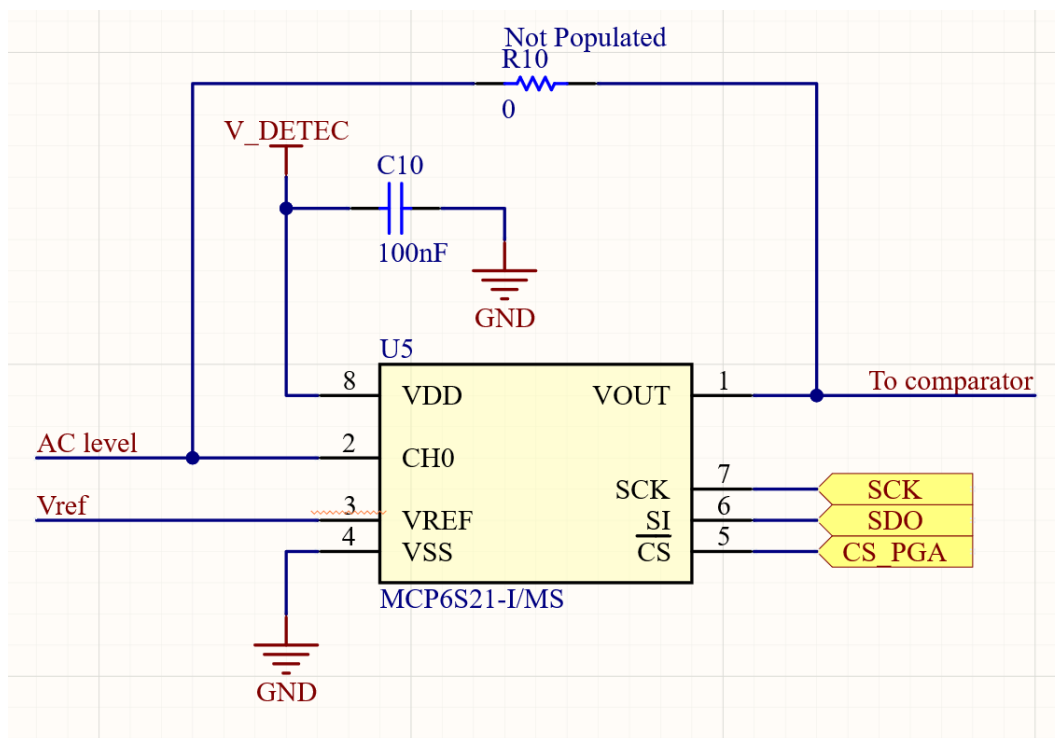 Not Populated
R10
0
V_DETEC
C10
100nF
GND
U5
8
VDD
VOUT
1
To comparator
AC level
2
CH0
SCK
7
SCK
Vref
3
VREF
SI
6
SDO
4
VSS
CS
5
CS_PGA
MCP6S21-I/MS
GND